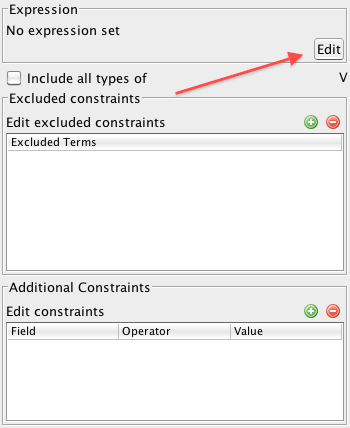 Expression
No expression set
Edit
Include all types of V
Excluded constraints
Edit excluded constraints
Excluded Terms
Additional Constraints
Edit constraints
Field Operator Value